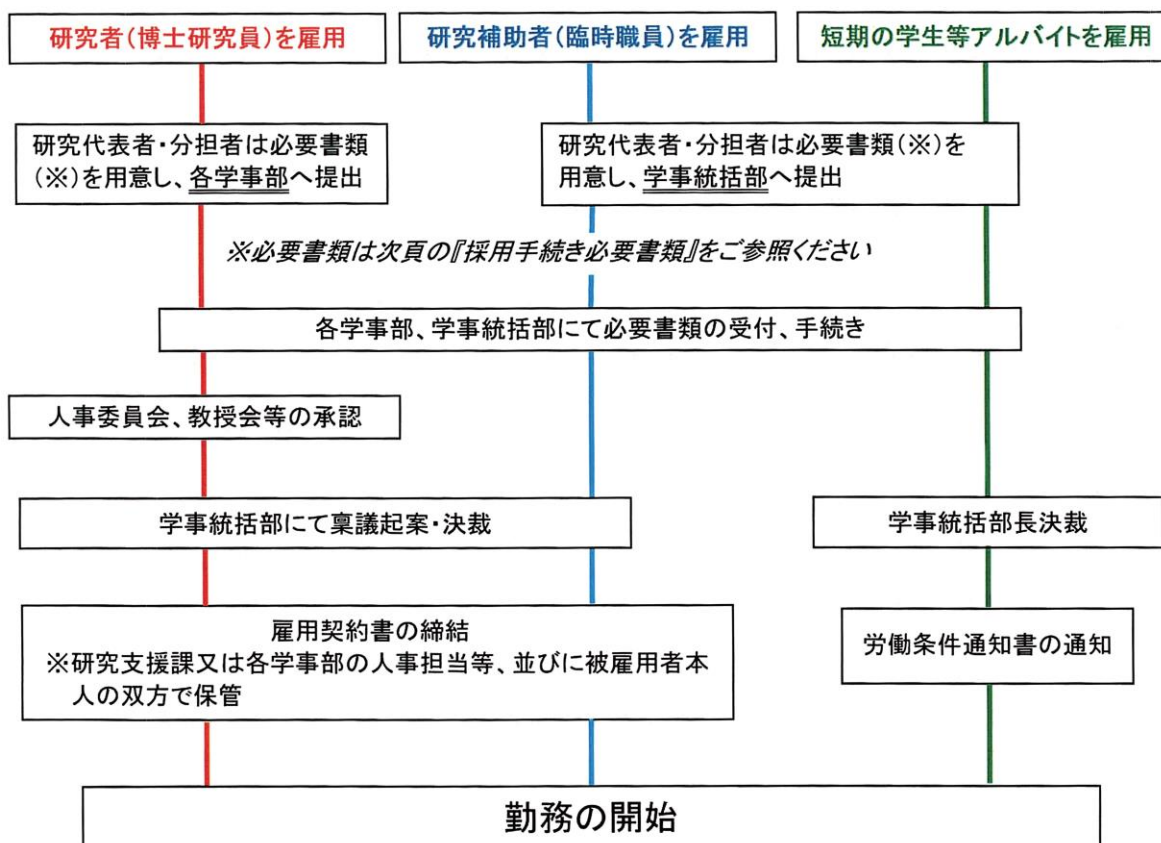 研究者(博士研究員)を雇用
研究補助者(臨時職員)を雇用
短期の学生等アルバイトを雇用
研究代表者・分担者は必要書類
(※)を用意し、各学事部へ提出
研究代表者・分担者は必要書類(※)を
用意し、学事統括部へ提出
※必要書類は次頁の『採用手続き必要書類』をご参照ください
各学事部、学事統括部にて必要書類の受付、手続き
人事委員会、教授会等の承認
学事統括部にて稟議起案・決裁
学事統括部長決裁
雇用契約書の締結
※研究支援課又は各学事部の人事担当等、並びに被雇用者本
人の双方で保管
労働条件通知書の通知
勤務の開始